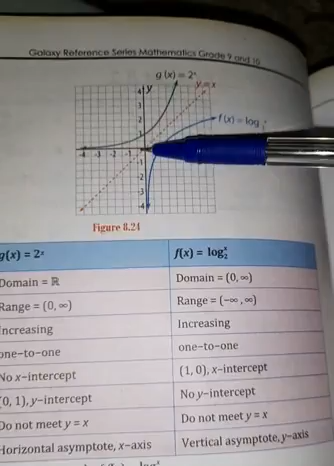 Galaxy Reference Series Mathematics Grade 9 and 10
g(x) = 2ˣ
y = x
y
f(x) = log
4
2
1
-4 -3 -2 -1
-2
-3
-4
Figure 8.24
g(x) = 2ˣ f(x) = log₂ˣ
Domain = ℝ Domain = (0, ∞)
Range = (0, ∞) Range = (−∞, ∞)
Increasing Increasing
one-to-one one-to-one
No x-intercept (1, 0), x-intercept
(0, 1), y-intercept No y-intercept
Do not meet y = x Do not meet y = x
Horizontal asymptote, x-axis Vertical asymptote, y-axis